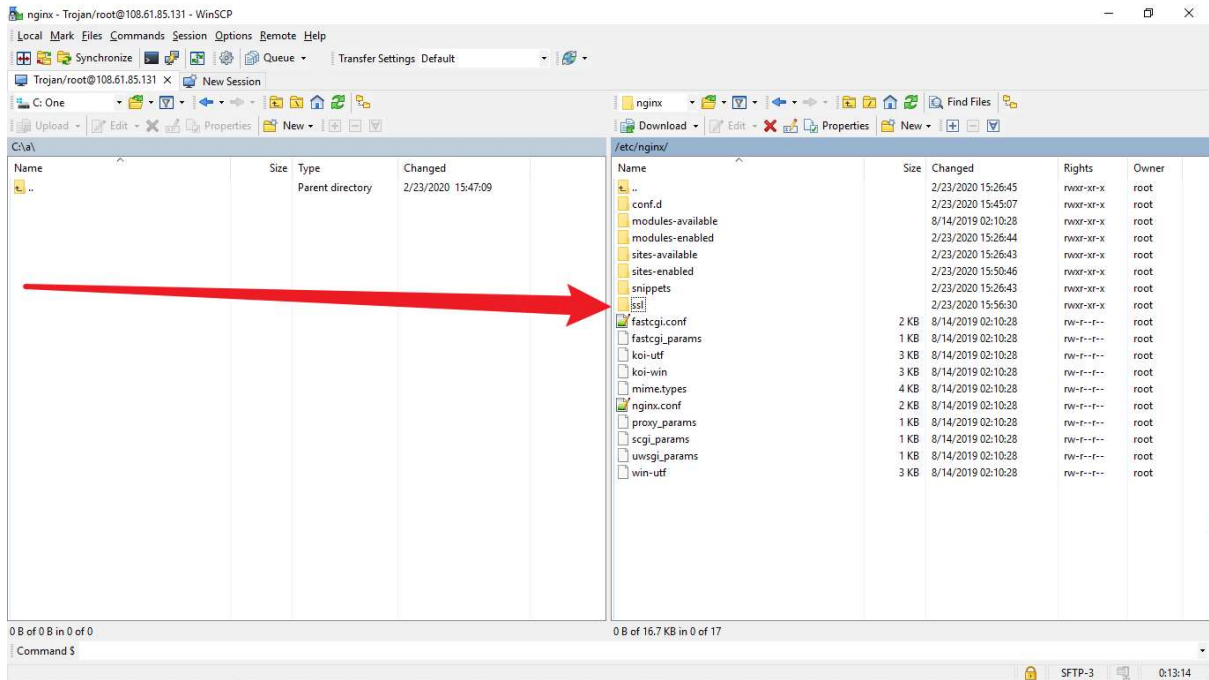 nginx - Trojan/root@108.61.85.131 - WinSCP
Local Mark Files Commands Session Options Remote Help
Synchronize Queue Transfer Settings Default
Trojan/root@108.61.85.131 X New Session
C: One nginx Find Files
Upload Edit Properties New Download Edit Properties New
C:\a\ /etc/nginx/
Name Size Type Changed Name Size Changed Rights Owner
.. Parent directory 2/23/2020 15:47:09 .. 2/23/2020 15:26:45 rwxr-xr-x root
conf.d 2/23/2020 15:45:07 rwxr-xr-x root
modules-available 8/14/2019 02:10:28 rwxr-xr-x root
modules-enabled 2/23/2020 15:26:44 rwxr-xr-x root
sites-available 2/23/2020 15:26:43 rwxr-xr-x root
sites-enabled 2/23/2020 15:50:46 rwxr-xr-x root
snippets 2/23/2020 15:26:43 rwxr-xr-x root
ssl 2/23/2020 15:56:30 rwxr-xr-x root
fastcgi.conf 2 KB 8/14/2019 02:10:28 rw-r--r-- root
fastcgi_params 1 KB 8/14/2019 02:10:28 rw-r--r-- root
koi-utf 3 KB 8/14/2019 02:10:28 rw-r--r-- root
koi-win 3 KB 8/14/2019 02:10:28 rw-r--r-- root
mime.types 4 KB 8/14/2019 02:10:28 rw-r--r-- root
nginx.conf 2 KB 8/14/2019 02:10:28 rw-r--r-- root
proxy_params 1 KB 8/14/2019 02:10:28 rw-r--r-- root
scgi_params 1 KB 8/14/2019 02:10:28 rw-r--r-- root
uwsgi_params 1 KB 8/14/2019 02:10:28 rw-r--r-- root
win-utf 3 KB 8/14/2019 02:10:28 rw-r--r-- root
0 B of 0 B in 0 of 0 0 B of 16.7 KB in 0 of 17
Command $
SFTP-3 0:13:14